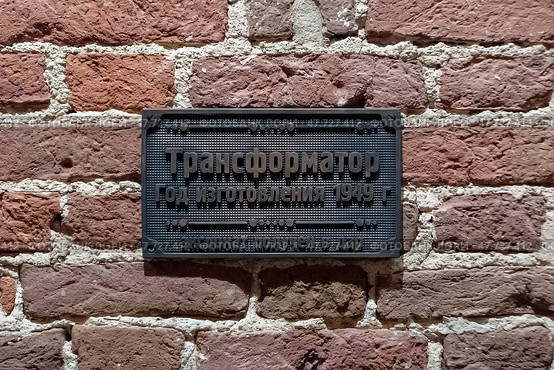 Трансформатор
Год изготовления 1949 г.